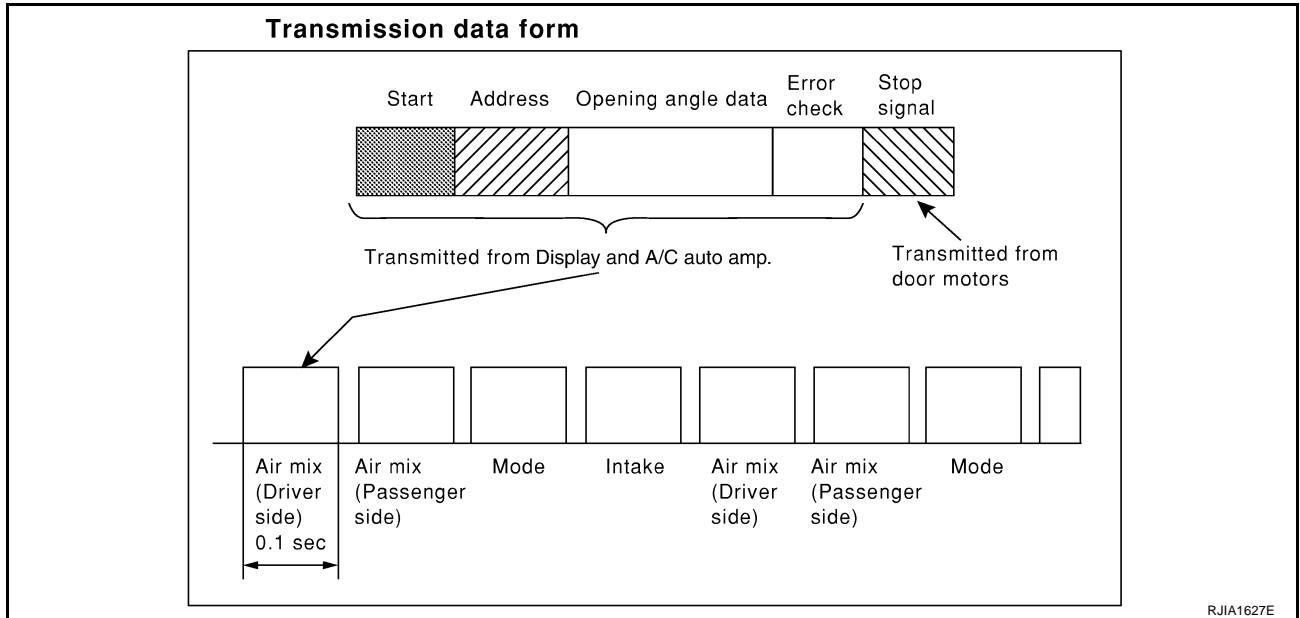 Transmission data form
Start
Address
Opening angle data
Error
check
Stop
signal
Transmitted from Display and A/C auto amp.
Transmitted from
door motors
Air mix
(Driver
side)
0.1 sec
Air mix
(Passenger
side)
Mode
Intake
Air mix
(Driver
side)
Air mix
(Passenger
side)
Mode
RJIA1627E